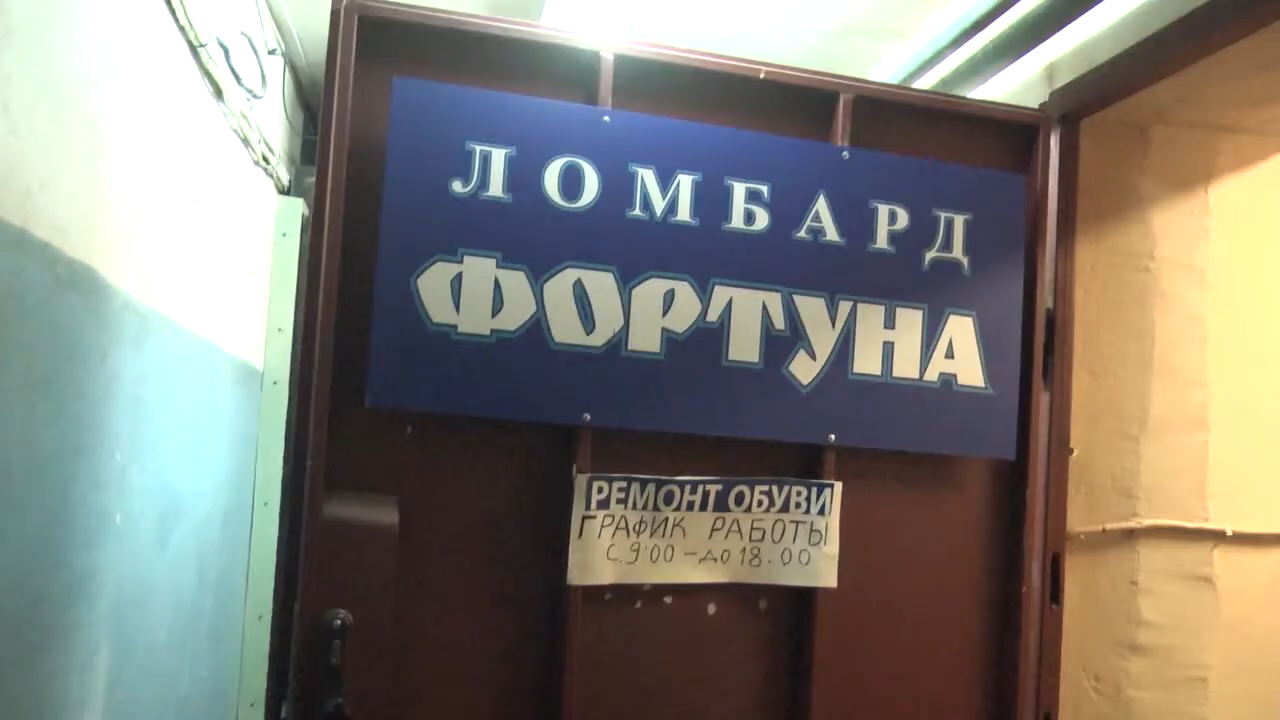 ЛОМБАРД
ФОРТУНА
РЕМОНТ ОБУВИ
ГРАФИК РАБОТЫ
С.9:00 - ДО 18.00